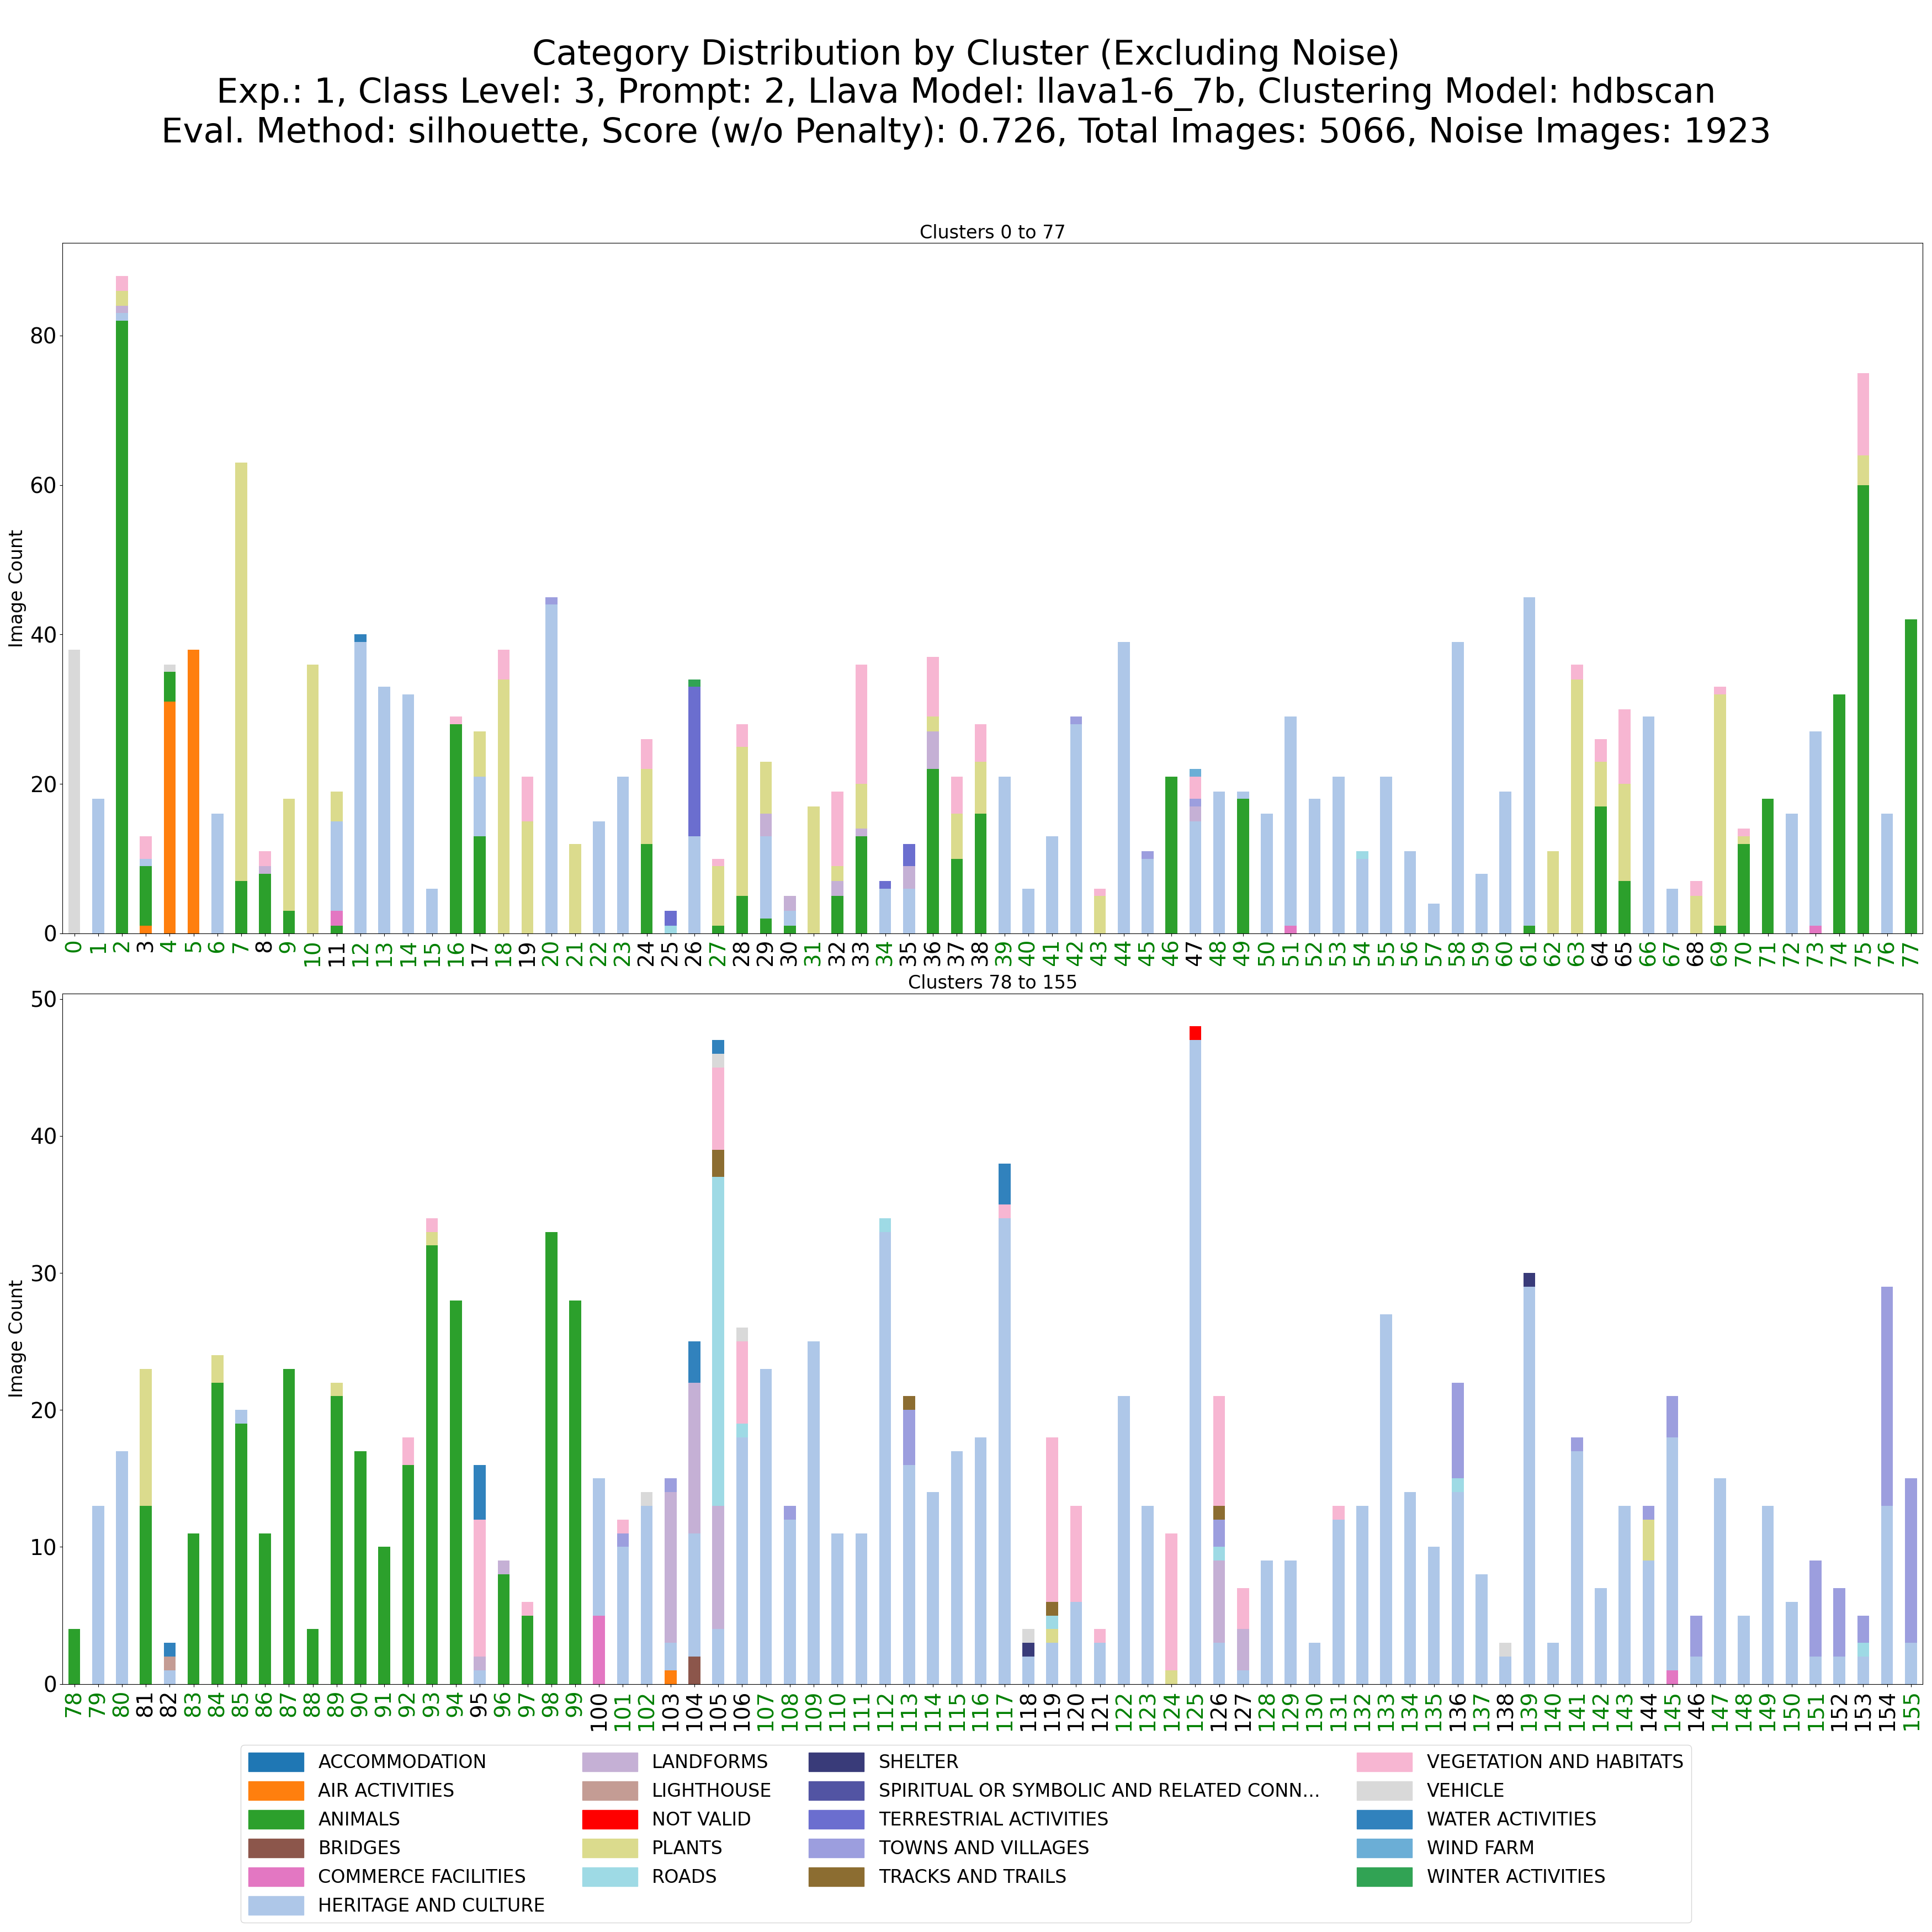 Category Distribution by Cluster (Excluding Noise)
Exp.: 1, Class Level: 3, Prompt: 2, Llava Model: llava1-6_7b, Clustering Model: hdbscan
Eval. Method: silhouette, Score (w/o Penalty): 0.726, Total Images: 5066, Noise Images: 1923
Clusters 0 to 77
Image Count
80
60
40
20
0
0 1 2 3 4 5 6 7 8 9 10 11 12 13 14 15 16 17 18 19 20 21 22 23 24 25 26 27 28 29 30 31 32 33 34 35 36 37 38 39 40 41 42 43 44 45 46 47 48 49 50 51 52 53 54 55 56 57 58 59 60 61 62 63 64 65 66 67 68 69 70 71 72 73 74 75 76 77
Clusters 78 to 155
Image Count
50
40
30
20
10
0
78 79 80 81 82 83 84 85 86 87 88 89 90 91 92 93 94 95 96 97 98 99 100 101 102 103 104 105 106 107 108 109 110 111 112 113 114 115 116 117 118 119 120 121 122 123 124 125 126 127 128 129 130 131 132 133 134 135 136 137 138 139 140 141 142 143 144 145 146 147 148 149 150 151 152 153 154 155
ACCOMMODATION
AIR ACTIVITIES
ANIMALS
BRIDGES
COMMERCE FACILITIES
HERITAGE AND CULTURE
LANDFORMS
LIGHTHOUSE
NOT VALID
PLANTS
ROADS
SHELTER
SPIRITUAL OR SYMBOLIC AND RELATED CONN...
TERRESTRIAL ACTIVITIES
TOWNS AND VILLAGES
TRACKS AND TRAILS
VEGETATION AND HABITATS
VEHICLE
WATER ACTIVITIES
WIND FARM
WINTER ACTIVITIES